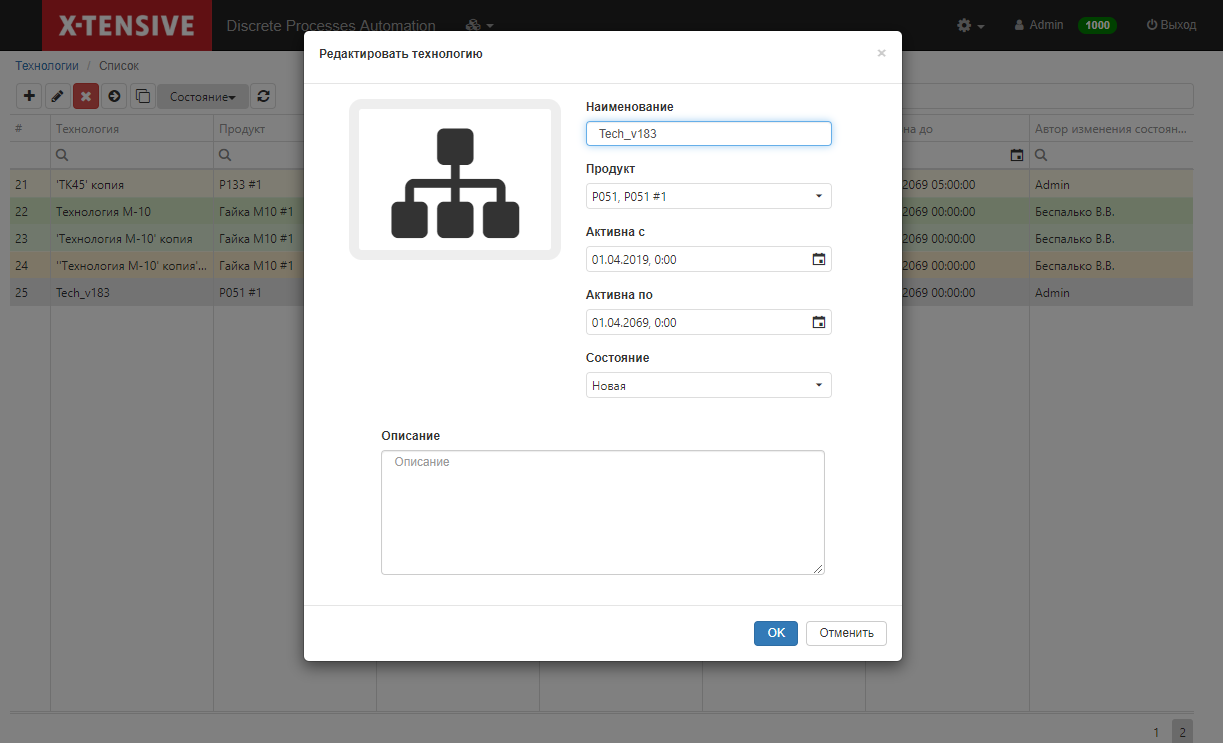 X-TENSIVE Discrete Processes Automation Admin 1000 Выход
Технологии / Список
Редактировать технологию ×
Состояние
# Технология Продукт на до Автор изменения состоян...
21 'ТК45' копия P133 #1 2069 05:00:00 Admin
22 Технология М-10 Гайка М10 #1 2069 00:00:00 Беспалько В.В.
23 'Технология М-10' копия Гайка М10 #1 2069 00:00:00 Беспалько В.В.
24 ''Технология М-10' копия'... Гайка М10 #1 2069 00:00:00 Беспалько В.В.
25 Tech_v183 P051 #1 2069 00:00:00 Admin
Наименование
Tech_v183
Продукт
P051, P051 #1
Активна с
01.04.2019, 0:00
Активна по
01.04.2069, 0:00
Состояние
Новая
Описание
Описание
OK Отменить
1 2